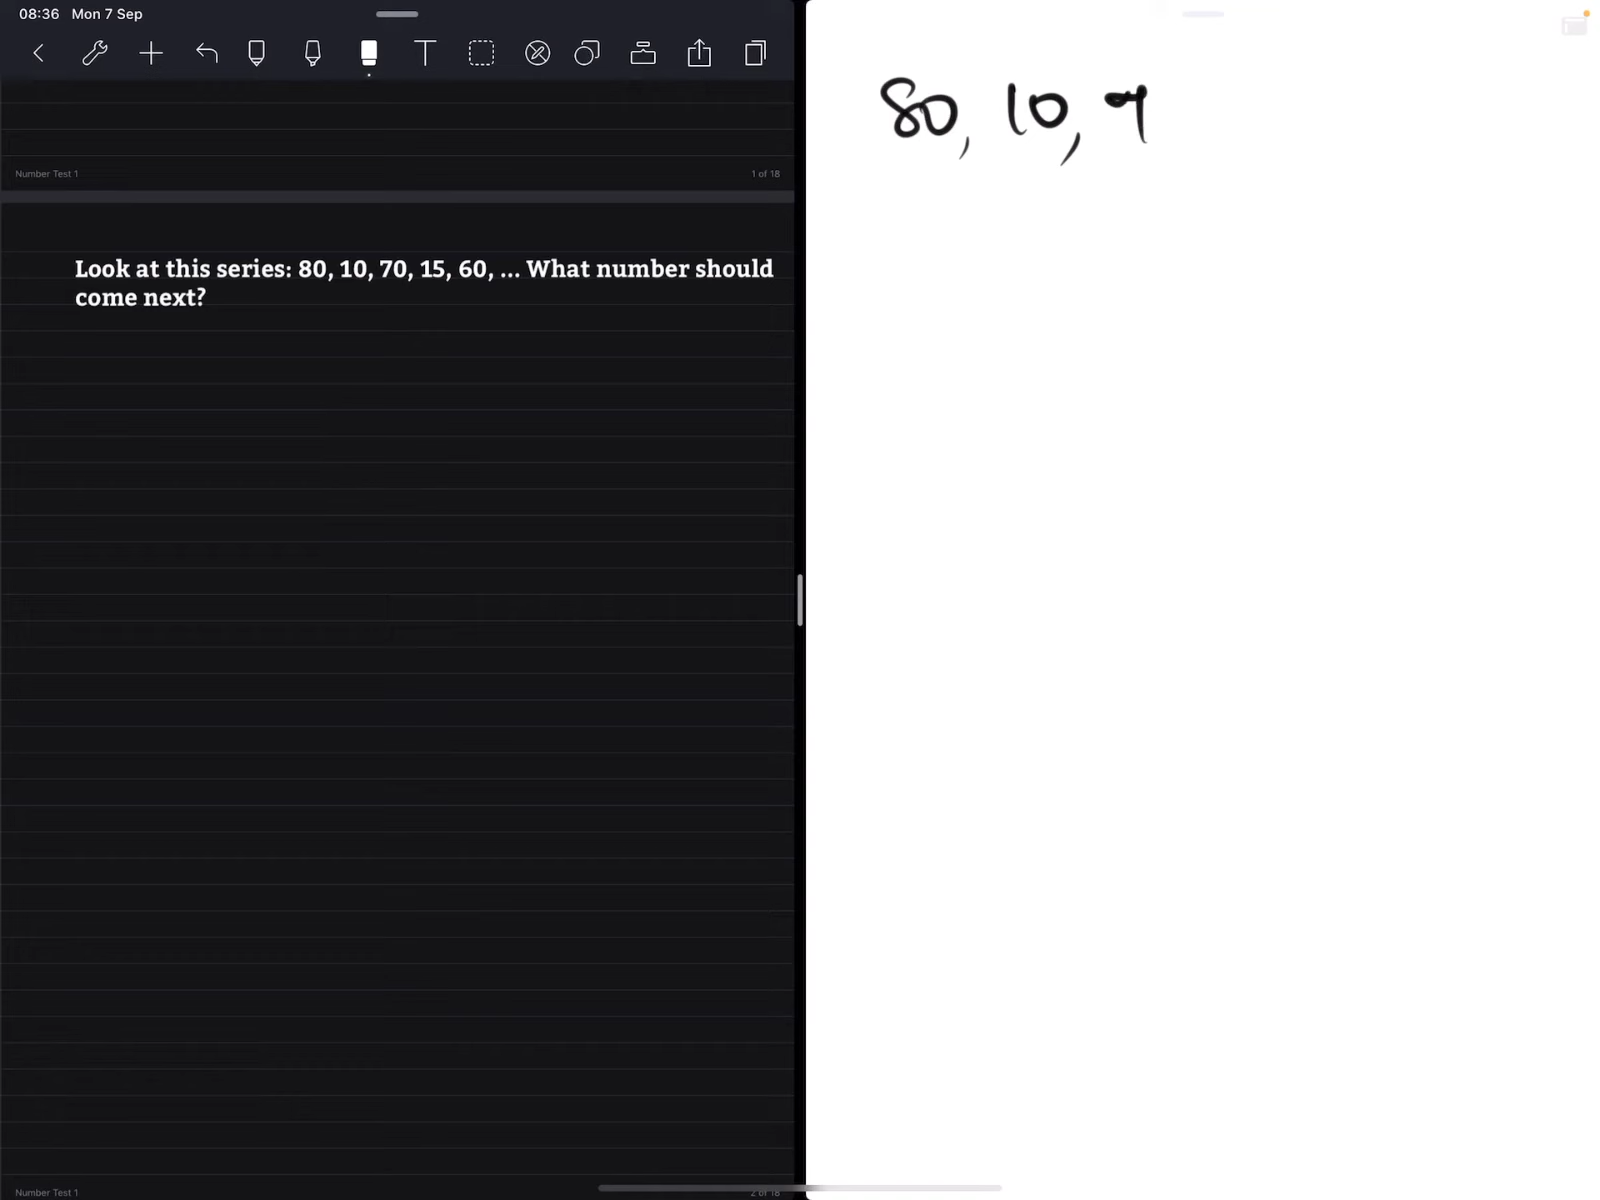 08:36 Mon 7 Sep
Number Test 1
1 of 18
Look at this series: 80, 10, 70, 15, 60, ... What number should
come next?
Number Test 1
2 of 18
80, 10, 9